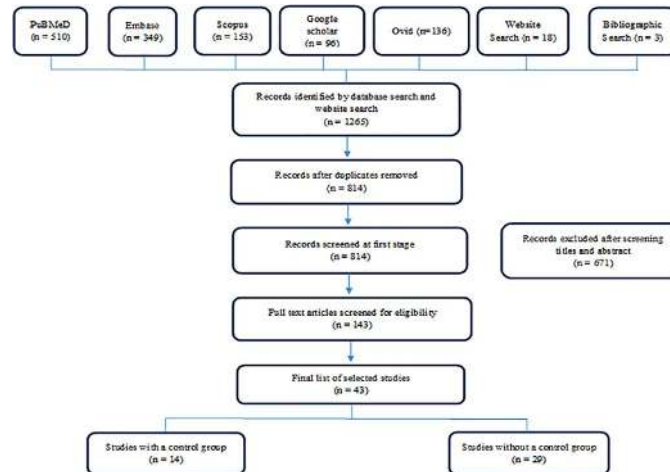 PubMeD
(n = 510)
Embase
(n = 349)
Scopus
(n = 153)
Google
scholar
(n = 96)
Ovid (n=136)
Website
Search (n = 18)
Bibliographic
Search (n = 3)
Records identified by database search and
website search
(n = 1265)
Records after duplicates removed
(n = 814)
Records screened at first stage
(n = 814)
Records excluded after screening
titles and abstract
(n = 671)
Full text articles screened for eligibility
(n = 143)
Final list of selected studies
(n = 43)
Studies with a control group
(n = 14)
Studies without a control group
(n = 29)